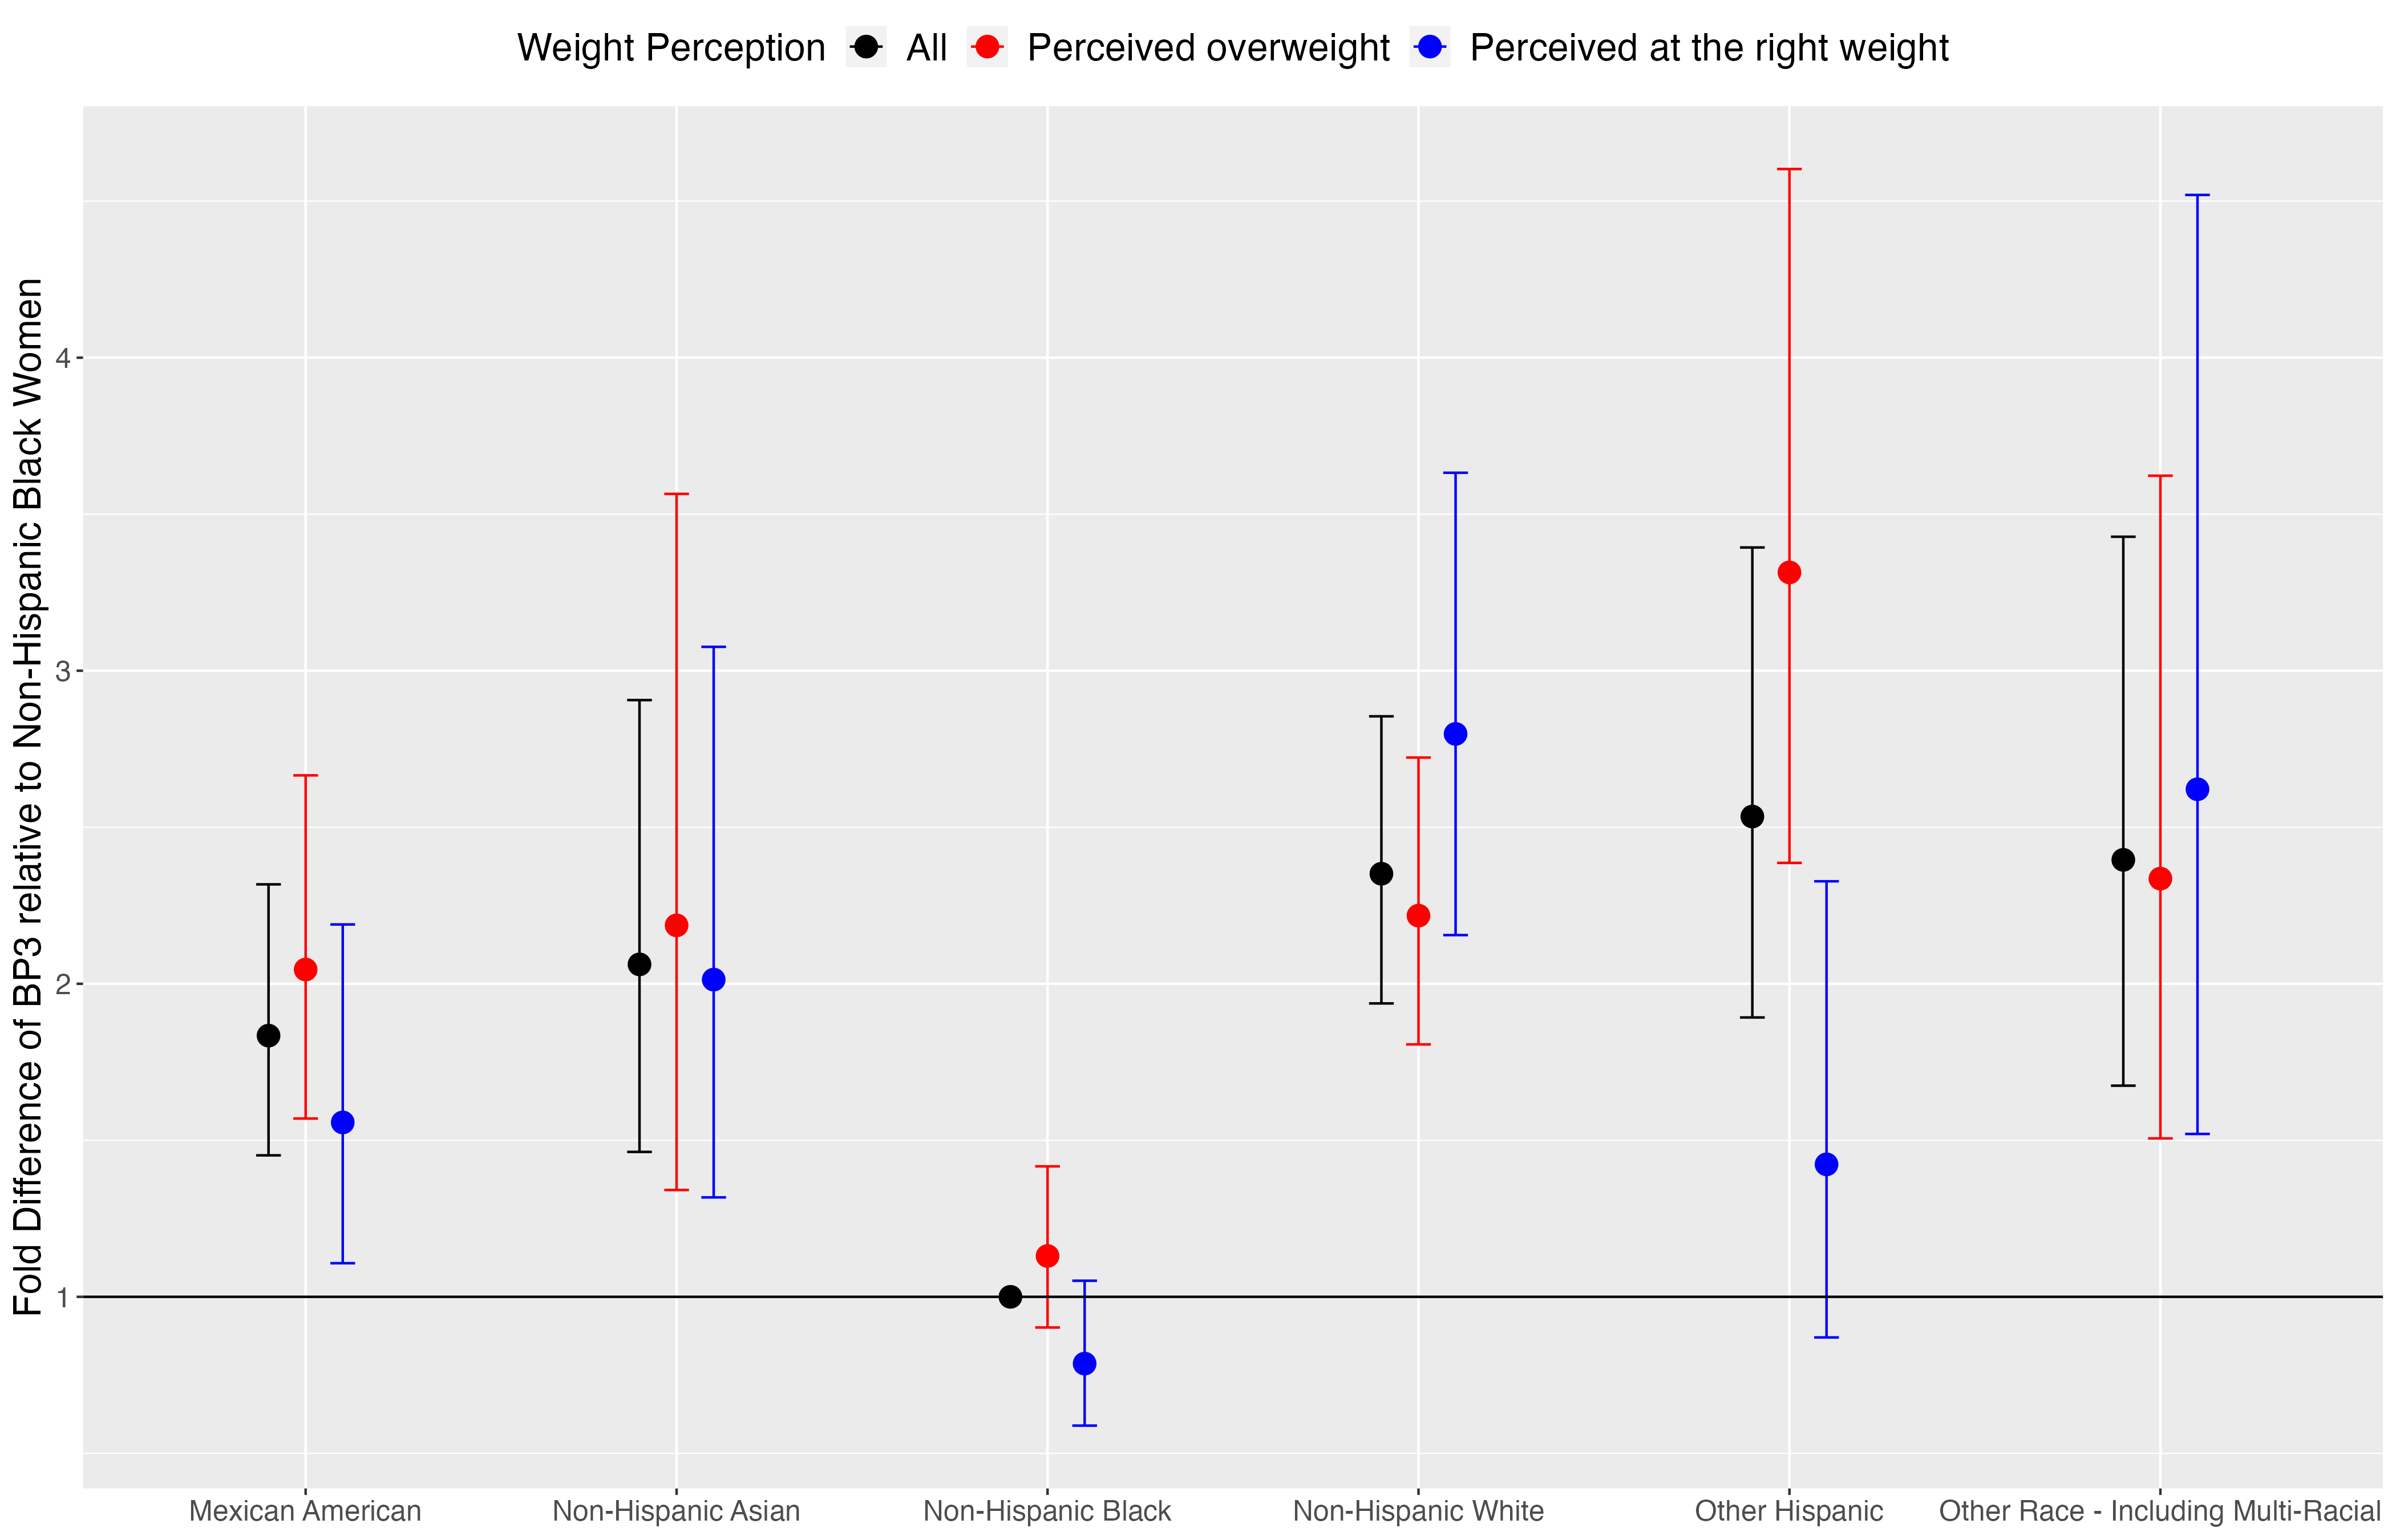 Weight Perception All Perceived overweight Perceived at the right weight
Fold Difference of BP3 relative to Non-Hispanic Black Women
4
3
2
1
Mexican American Non-Hispanic Asian Non-Hispanic Black Non-Hispanic White Other Hispanic Other Race - Including Multi-Racial